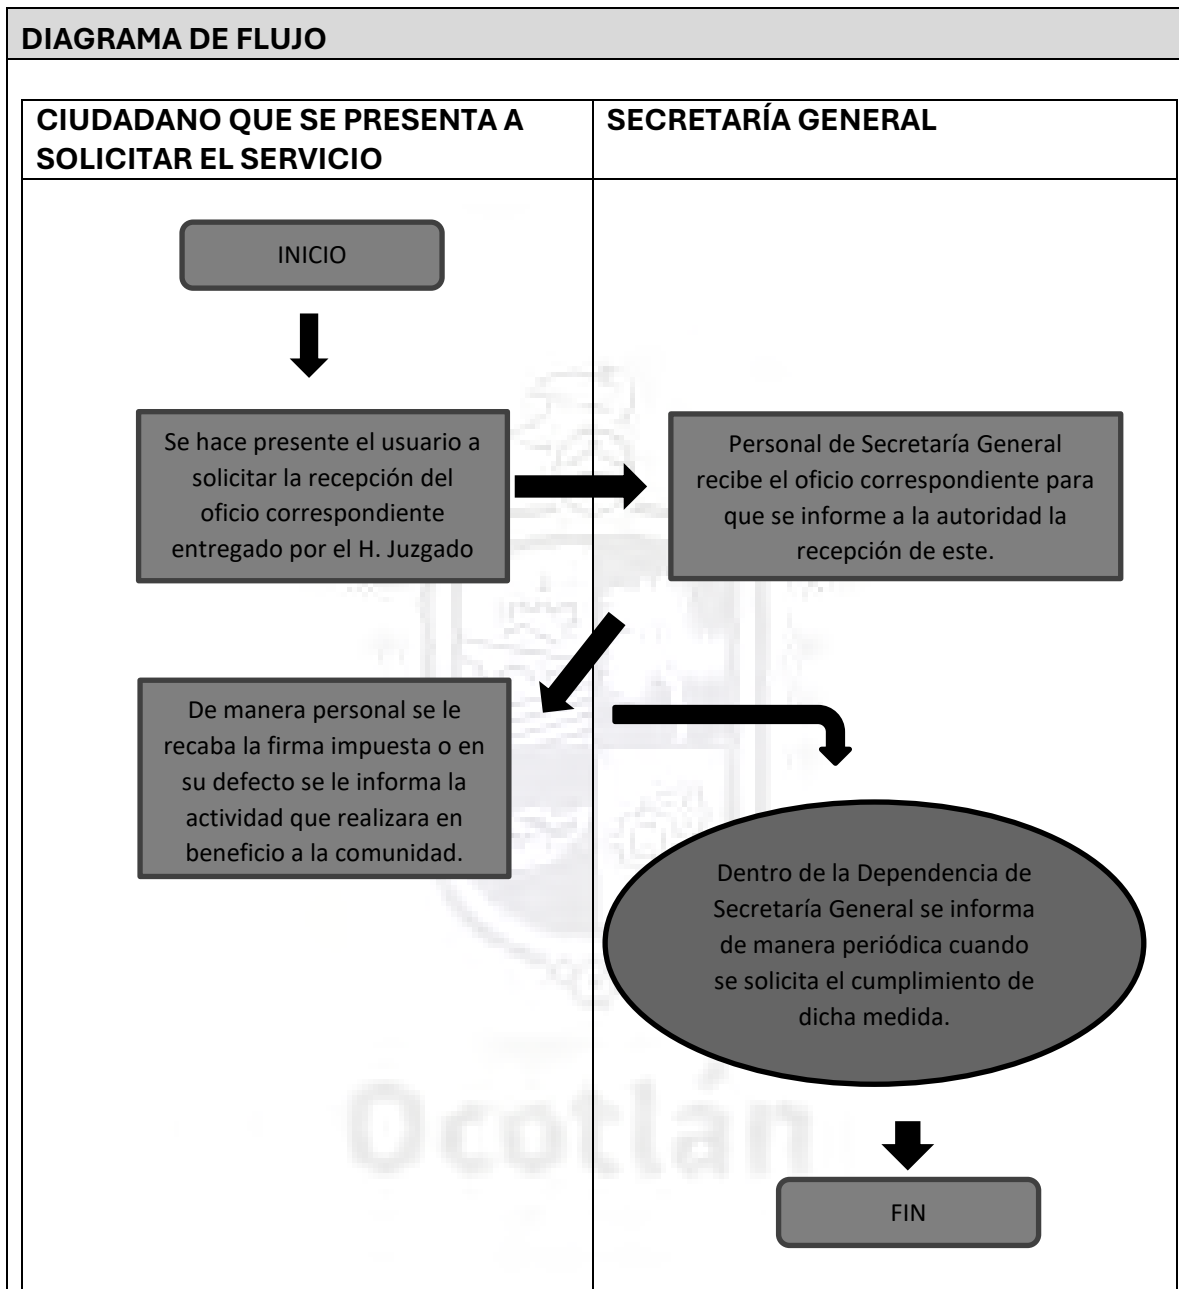 DIAGRAMA DE FLUJO
CIUDADANO QUE SE PRESENTA A
SOLICITAR EL SERVICIO
SECRETARÍA GENERAL
INICIO
Se hace presente el usuario a
solicitar la recepción del
oficio correspondiente
entregado por el H. Juzgado
Personal de Secretaría General
recibe el oficio correspondiente para
que se informe a la autoridad la
recepción de este.
De manera personal se le
recaba la firma impuesta o en
su defecto se le informa la
actividad que realizara en
beneficio a la comunidad.
Dentro de la Dependencia de
Secretaría General se informa
de manera periódica cuando
se solicita el cumplimiento de
dicha medida.
Ocotlán
FIN